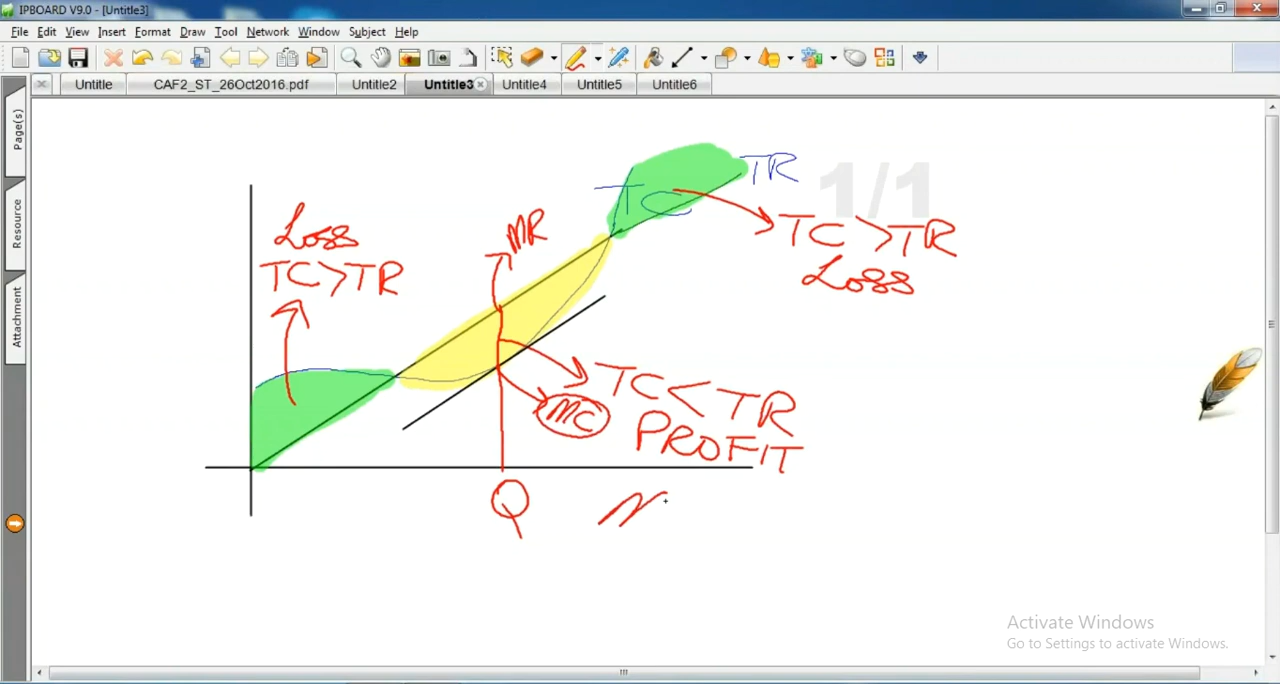 IPBOARD V9.0 - [Untitle3]
File Edit View Insert Format Draw Tool Network Window Subject Help
Untitle CAF2_ST_26Oct2016.pdf Untitle2 Untitle3 Untitle4 Untitle5 Untitle6
Page(s)
Resource
Attachment
1/1
TR
TC
TC>TR
Loss
Loss
TC>TR
MR
TC<TR
PROFIT
MC
Q
Activate Windows
Go to Settings to activate Windows.